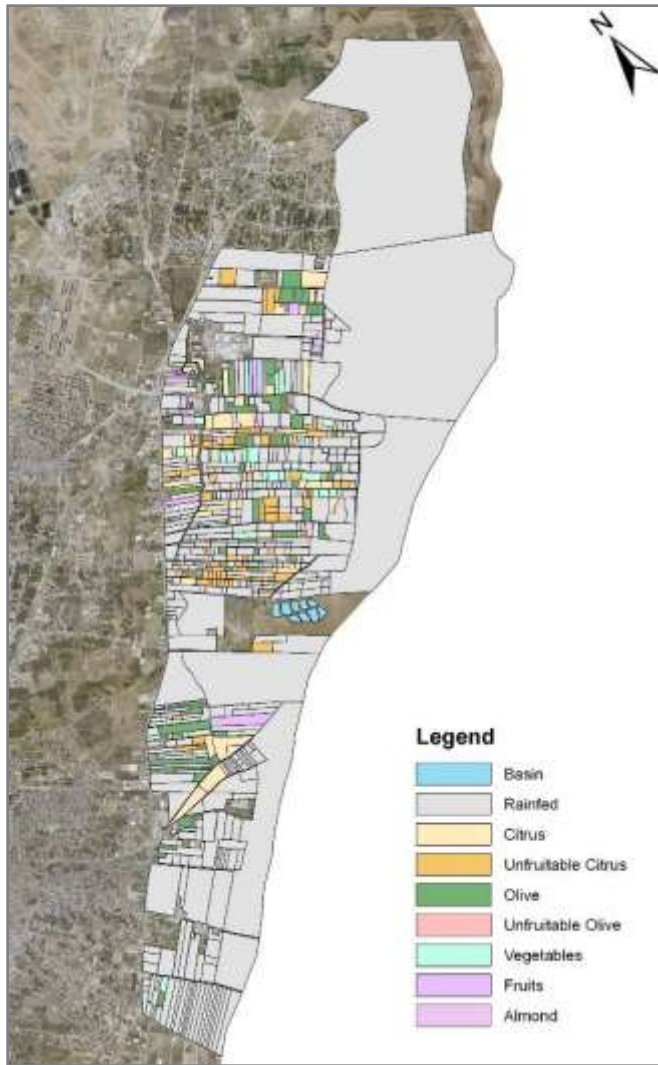 N
Legend
Basin
Rainfed
Citrus
Unfruitable Citrus
Olive
Unfruitable Olive
Vegetables
Fruits
Almond